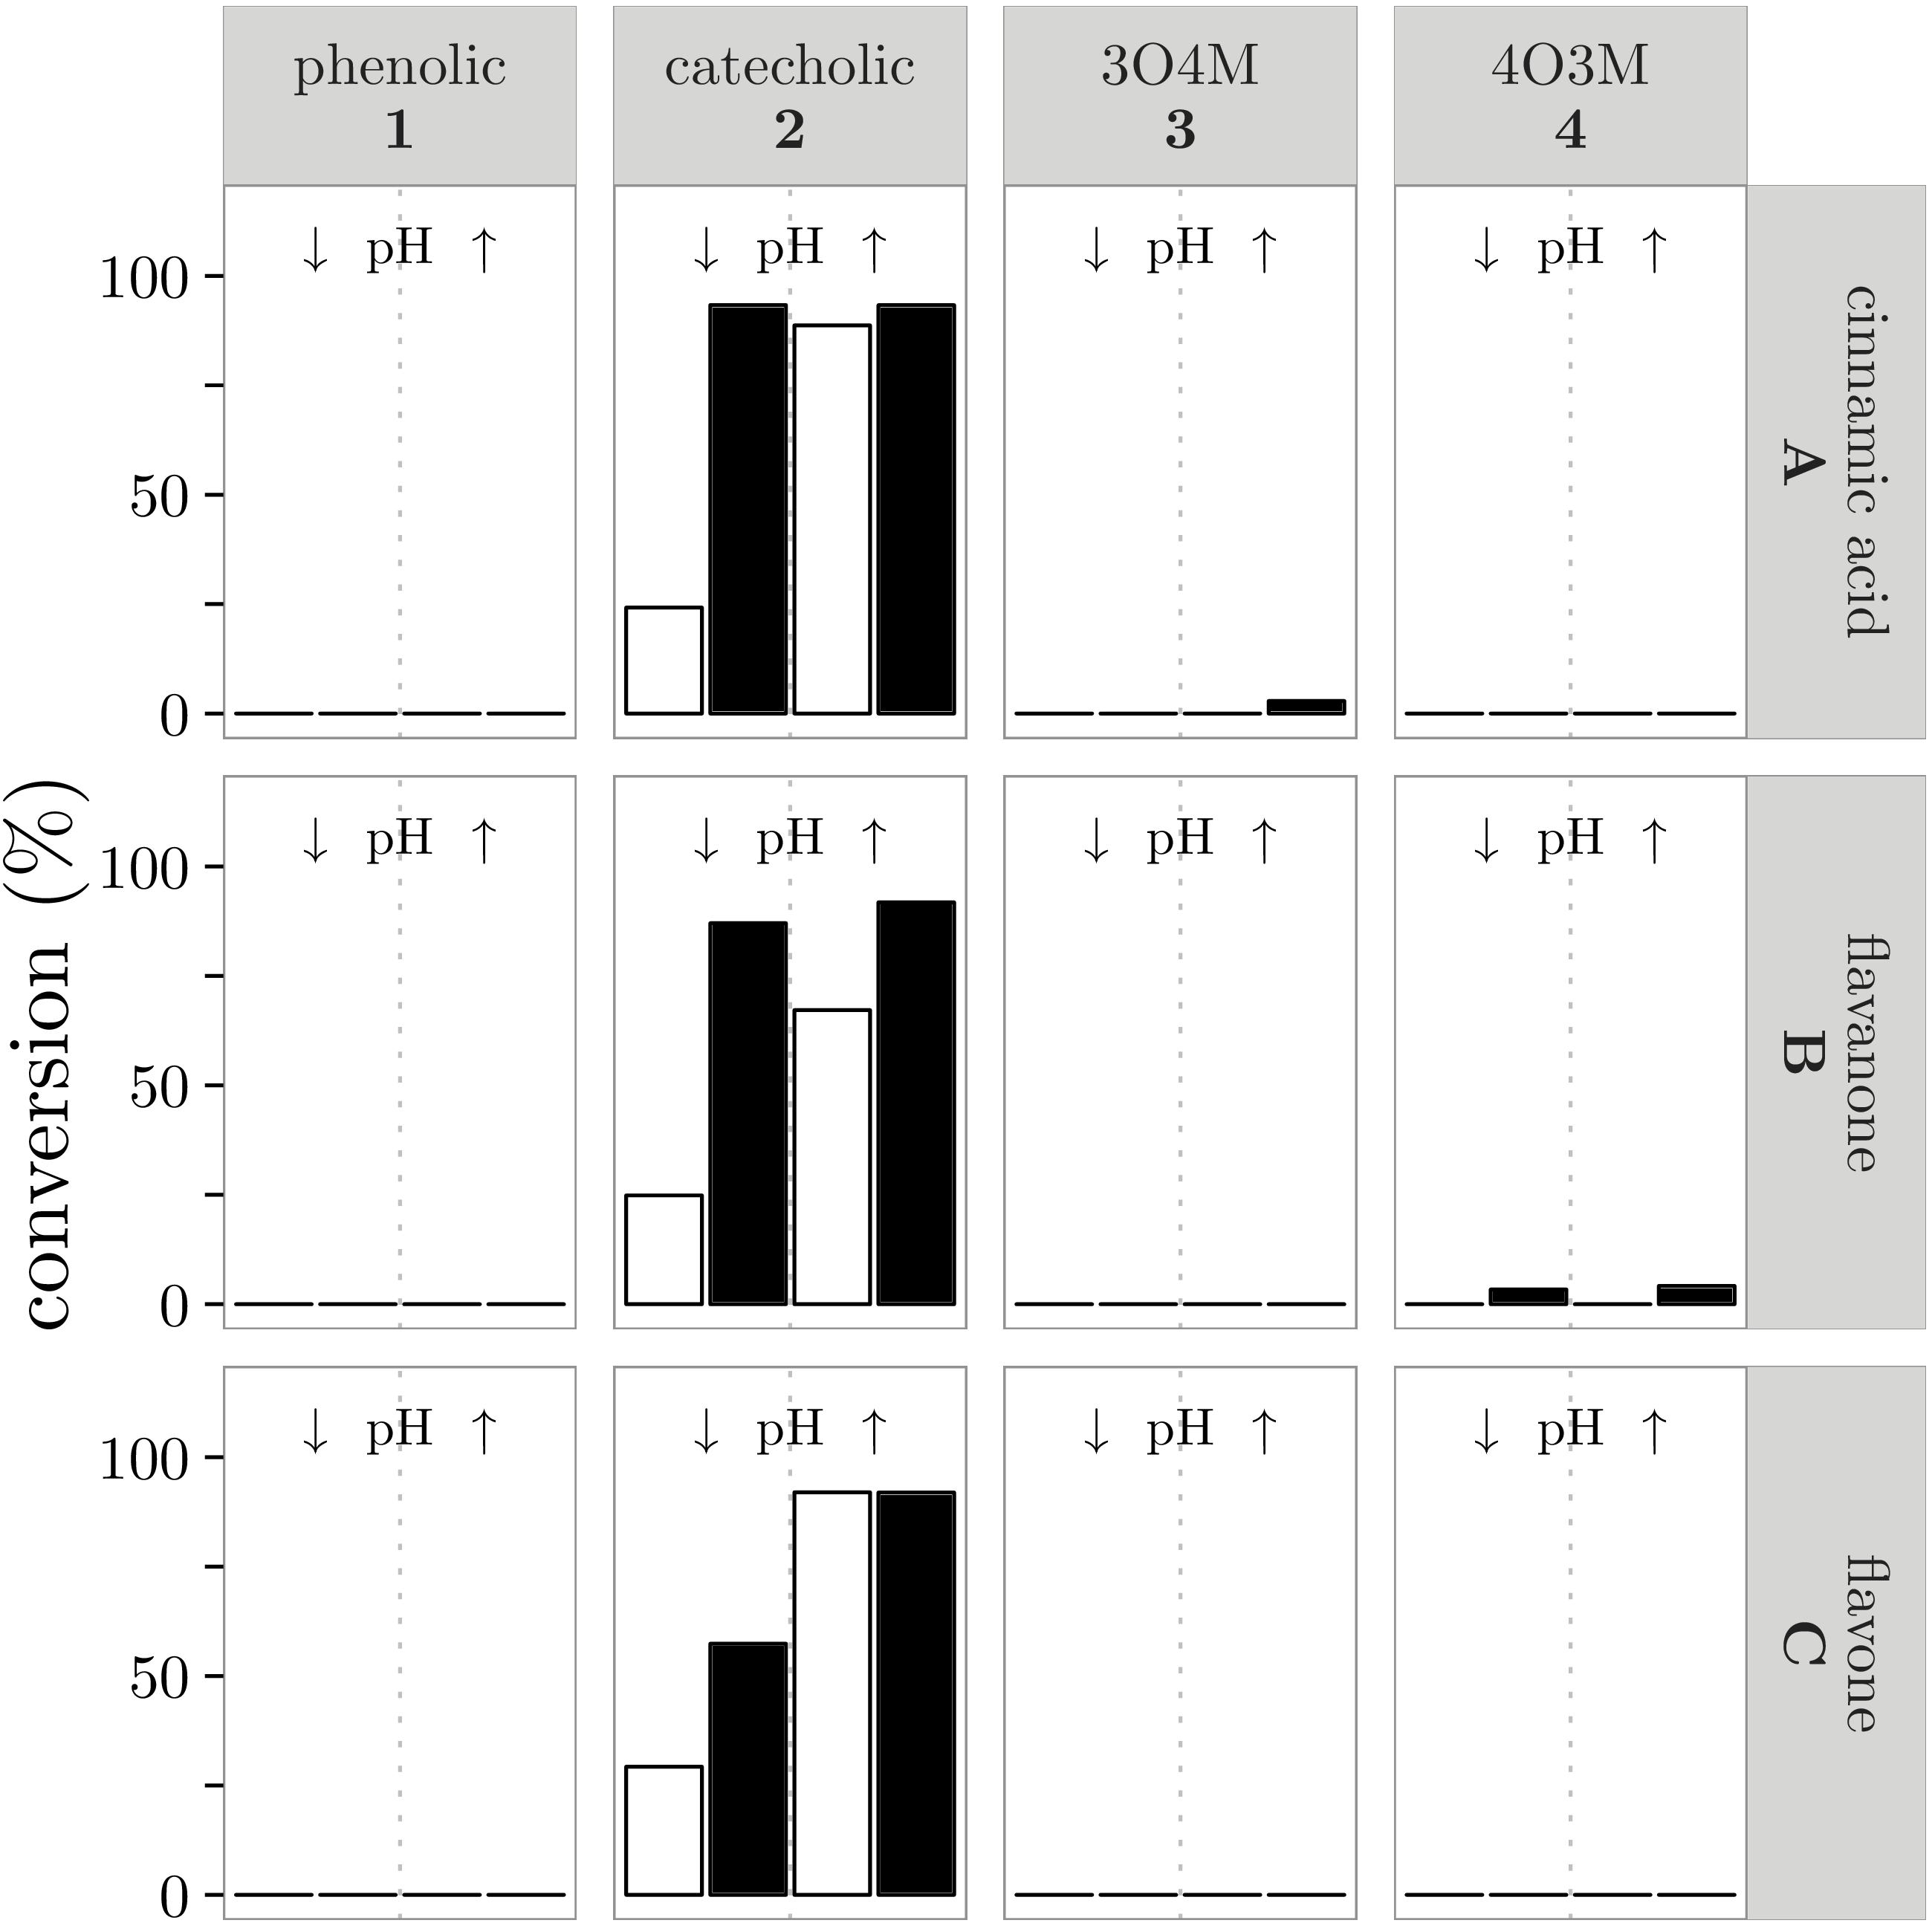 phenolic
1
catecholic
2
3O4M
3
4O3M
4
conversion (%)
100
50
0
↓ pH ↑
↓ pH ↑
↓ pH ↑
↓ pH ↑
cinnamic acid
A
100
50
0
↓ pH ↑
↓ pH ↑
↓ pH ↑
↓ pH ↑
flavanone
B
100
50
0
↓ pH ↑
↓ pH ↑
↓ pH ↑
↓ pH ↑
flavone
C